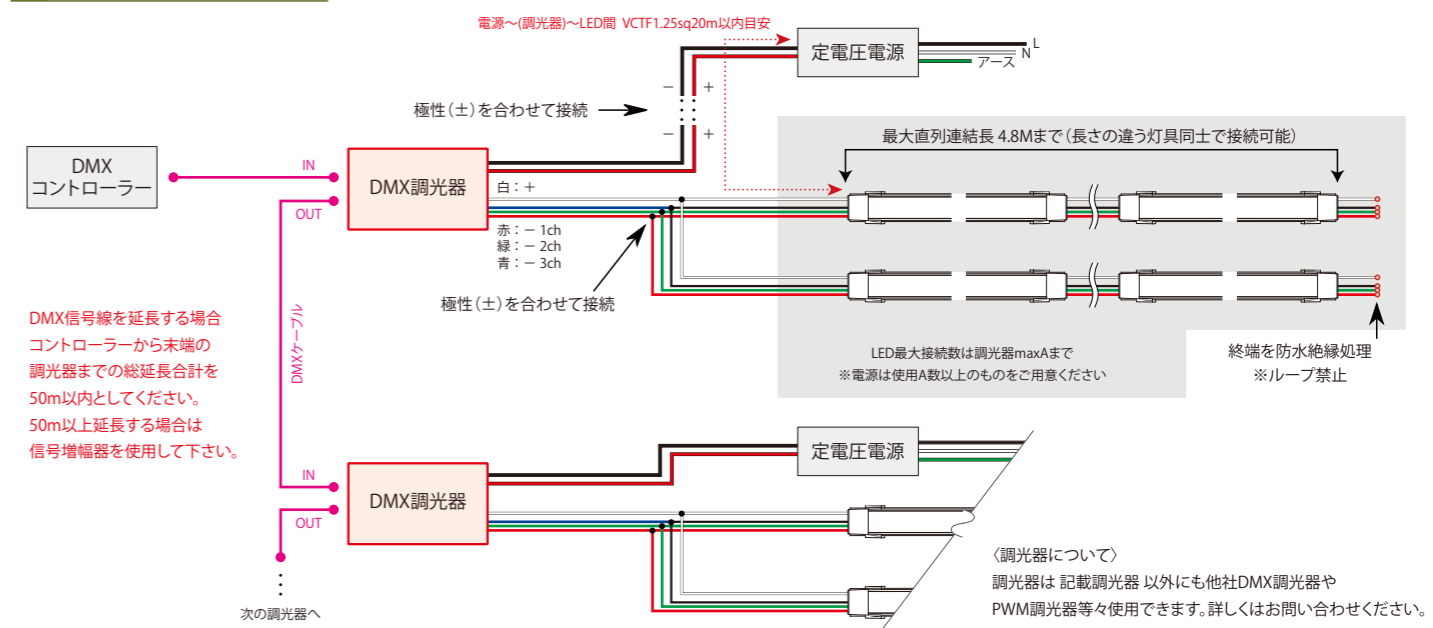 電源～(調光器)～LED間 VCTF1.25sq20m以内目安
定電圧電源
L
N
アース
－ ＋
極性（±）を合わせて接続
－ ＋
最大直列連結長 4.8Mまで（長さの違う灯具同士で接続可能）
DMX
コントローラー
IN
DMX調光器
OUT
白：＋
赤：－ 1ch
緑：－ 2ch
青：－ 3ch
極性（±）を合わせて接続
DMXケーブル
DMX信号線を延長する場合
コントローラーから末端の
調光器までの総延長合計を
50m以内としてください。
50m以上延長する場合は
信号増幅器を使用して下さい。
LED最大接続数は調光器maxAまで
※電源は使用A数以上のものをご用意ください
終端を防水絶縁処理
※ループ禁止
定電圧電源
IN
DMX調光器
OUT
次の調光器へ
〈調光器について〉
調光器は 記載調光器 以外にも他社DMX調光器や
PWM調光器等々使用できます。詳しくはお問い合わせください。